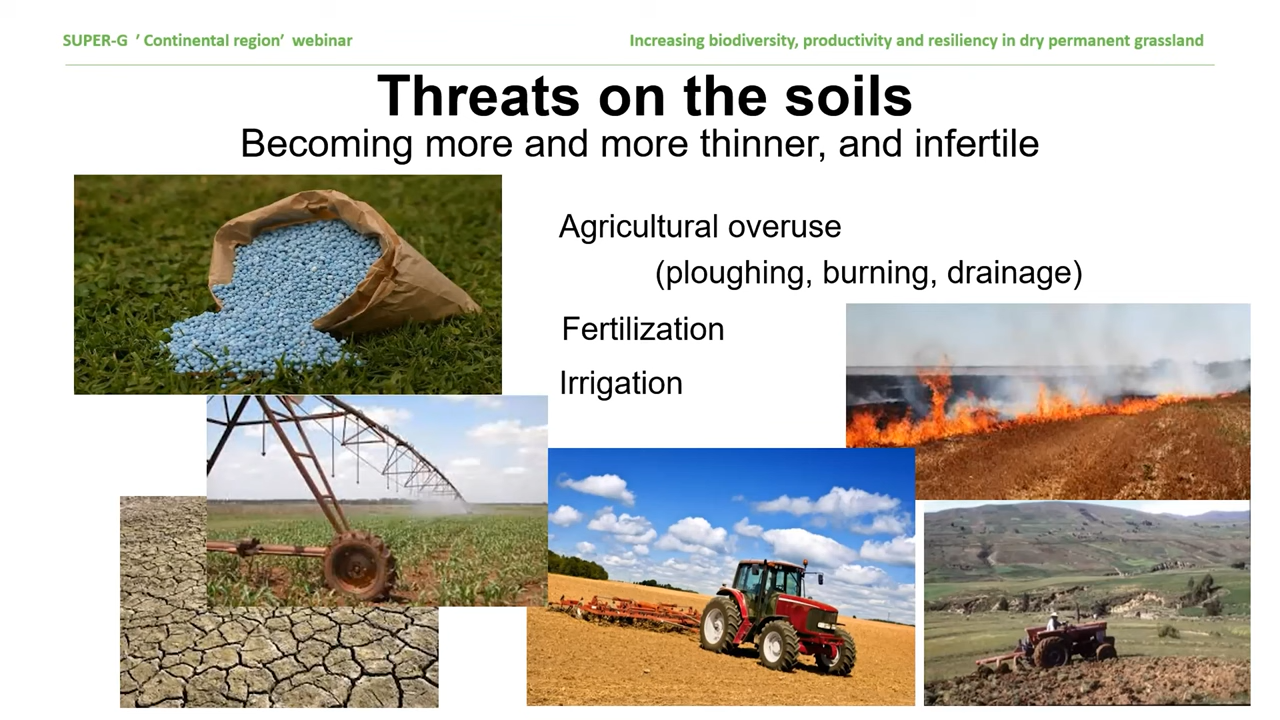 SUPER-G ’ Continental region’ webinar
Increasing biodiversity, productivity and resiliency in dry permanent grassland
Threats on the soils
Becoming more and more thinner, and infertile
Agricultural overuse
(ploughing, burning, drainage)
Fertilization
Irrigation